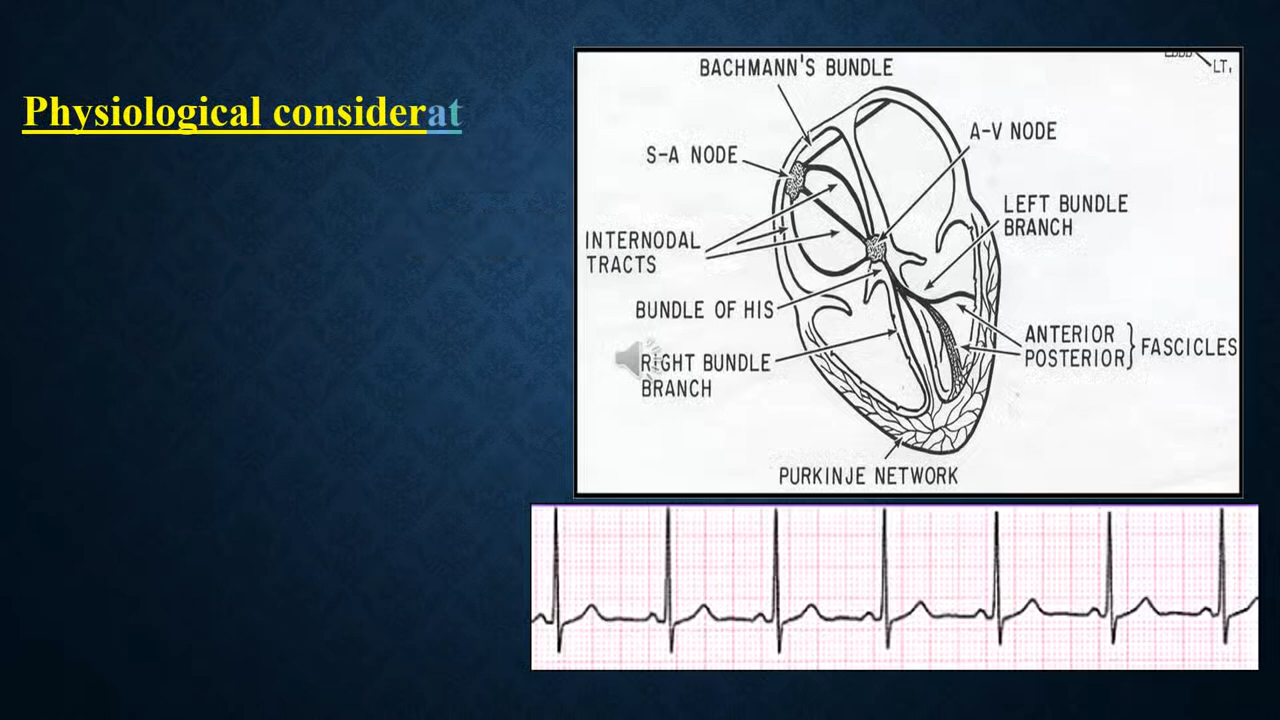 Physiological considerat
BACHMANN'S BUNDLE
LT.
S-A NODE
A-V NODE
LEFT BUNDLE
BRANCH
INTERNODAL
TRACTS
BUNDLE OF HIS
ANTERIOR
POSTERIOR
FASCICLES
RIGHT BUNDLE
BRANCH
PURKINJE NETWORK